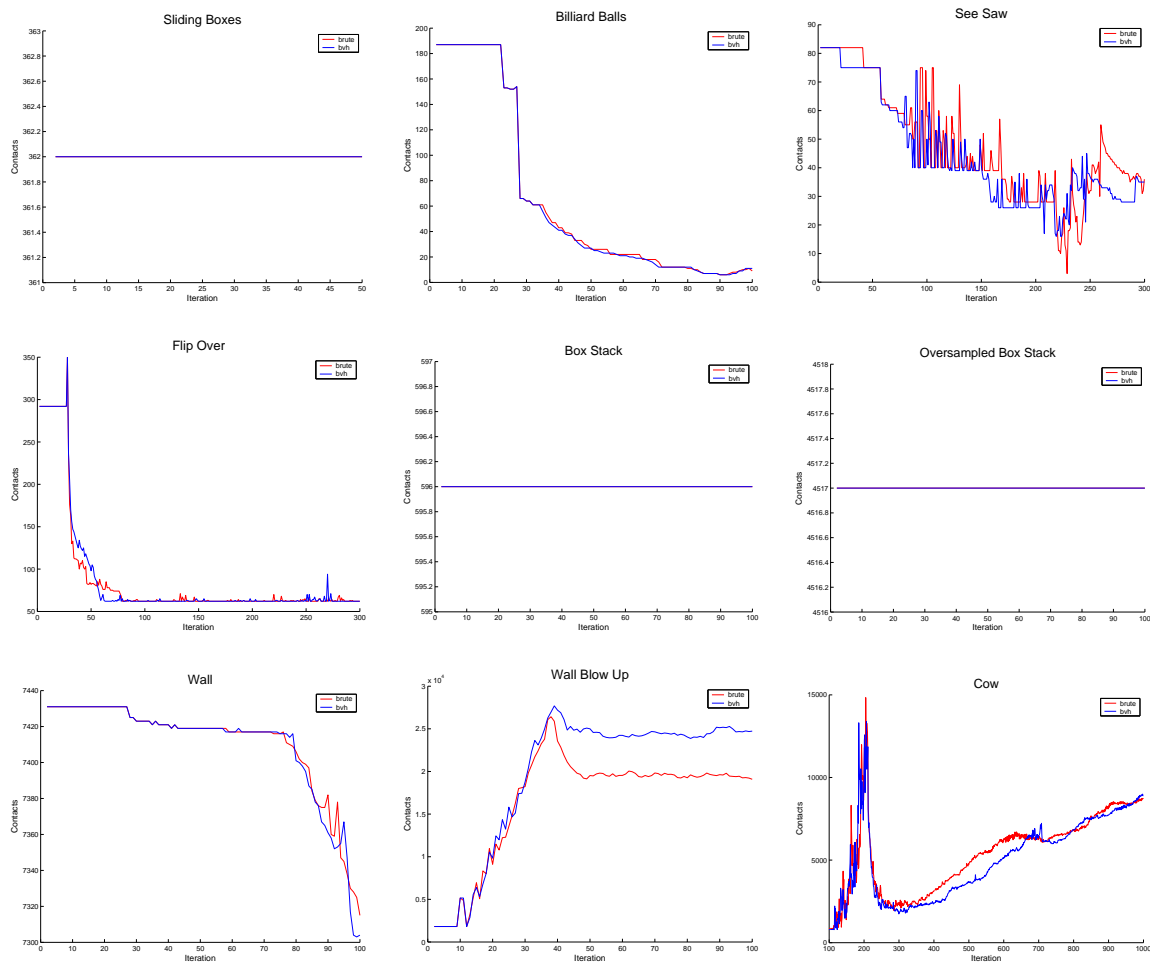 Sliding Boxes
363
362.8
362.6
362.4
362.2
362
361.8
361.6
361.4
361.2
361
Contacts
brute
bvh
0 5 10 15 20 25 30 35 40 45 50
Iteration
Billiard Balls
200
180
160
140
120
100
80
60
40
20
0
Contacts
brute
bvh
0 10 20 30 40 50 60 70 80 90 100
Iteration
See Saw
90
80
70
60
50
40
30
20
10
0
Contacts
brute
bvh
0 50 100 150 200 250 300
Iteration
Flip Over
350
300
250
200
150
100
50
Contacts
brute
bvh
0 50 100 150 200 250 300
Iteration
Box Stack
597
596.8
596.6
596.4
596.2
596
595.8
595.6
595.4
595.2
595
Contacts
brute
bvh
0 10 20 30 40 50 60 70 80 90 100
Iteration
Oversampled Box Stack
4518
4517.8
4517.6
4517.4
4517.2
4517
4516.8
4516.6
4516.4
4516.2
4516
Contacts
brute
bvh
0 10 20 30 40 50 60 70 80 90 100
Iteration
Wall
7440
7420
7400
7380
7360
7340
7320
7300
Contacts
brute
bvh
0 10 20 30 40 50 60 70 80 90 100
Iteration
Wall Blow Up
x 10⁴
3
2.5
2
1.5
1
0.5
0
Contacts
brute
bvh
0 10 20 30 40 50 60 70 80 90 100
Iteration
Cow
15000
10000
5000
0
Contacts
brute
bvh
100 200 300 400 500 600 700 800 900 1000
Iteration